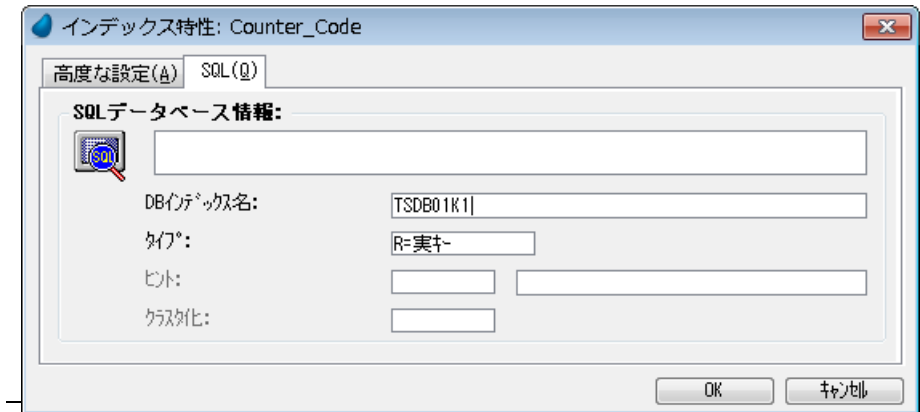 インデックス特性: Counter_Code
高度な設定(A) SQL(Q)
SQLデータベース情報:
SQL
DBｲﾝﾃﾞｯｸｽ名: TSDB01K1
ﾀｲﾌﾟ: R=実ｷｰ
ﾋﾝﾄ:
ｸﾗｽﾀ化:
OK ｷｬﾝｾﾙ